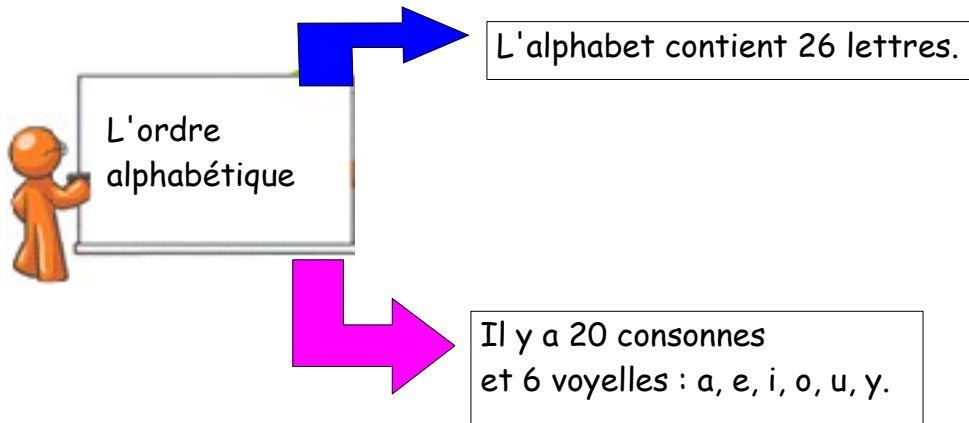 L'alphabet contient 26 lettres.
L'ordre
alphabétique
Il y a 20 consonnes
et 6 voyelles : a, e, i, o, u, y.